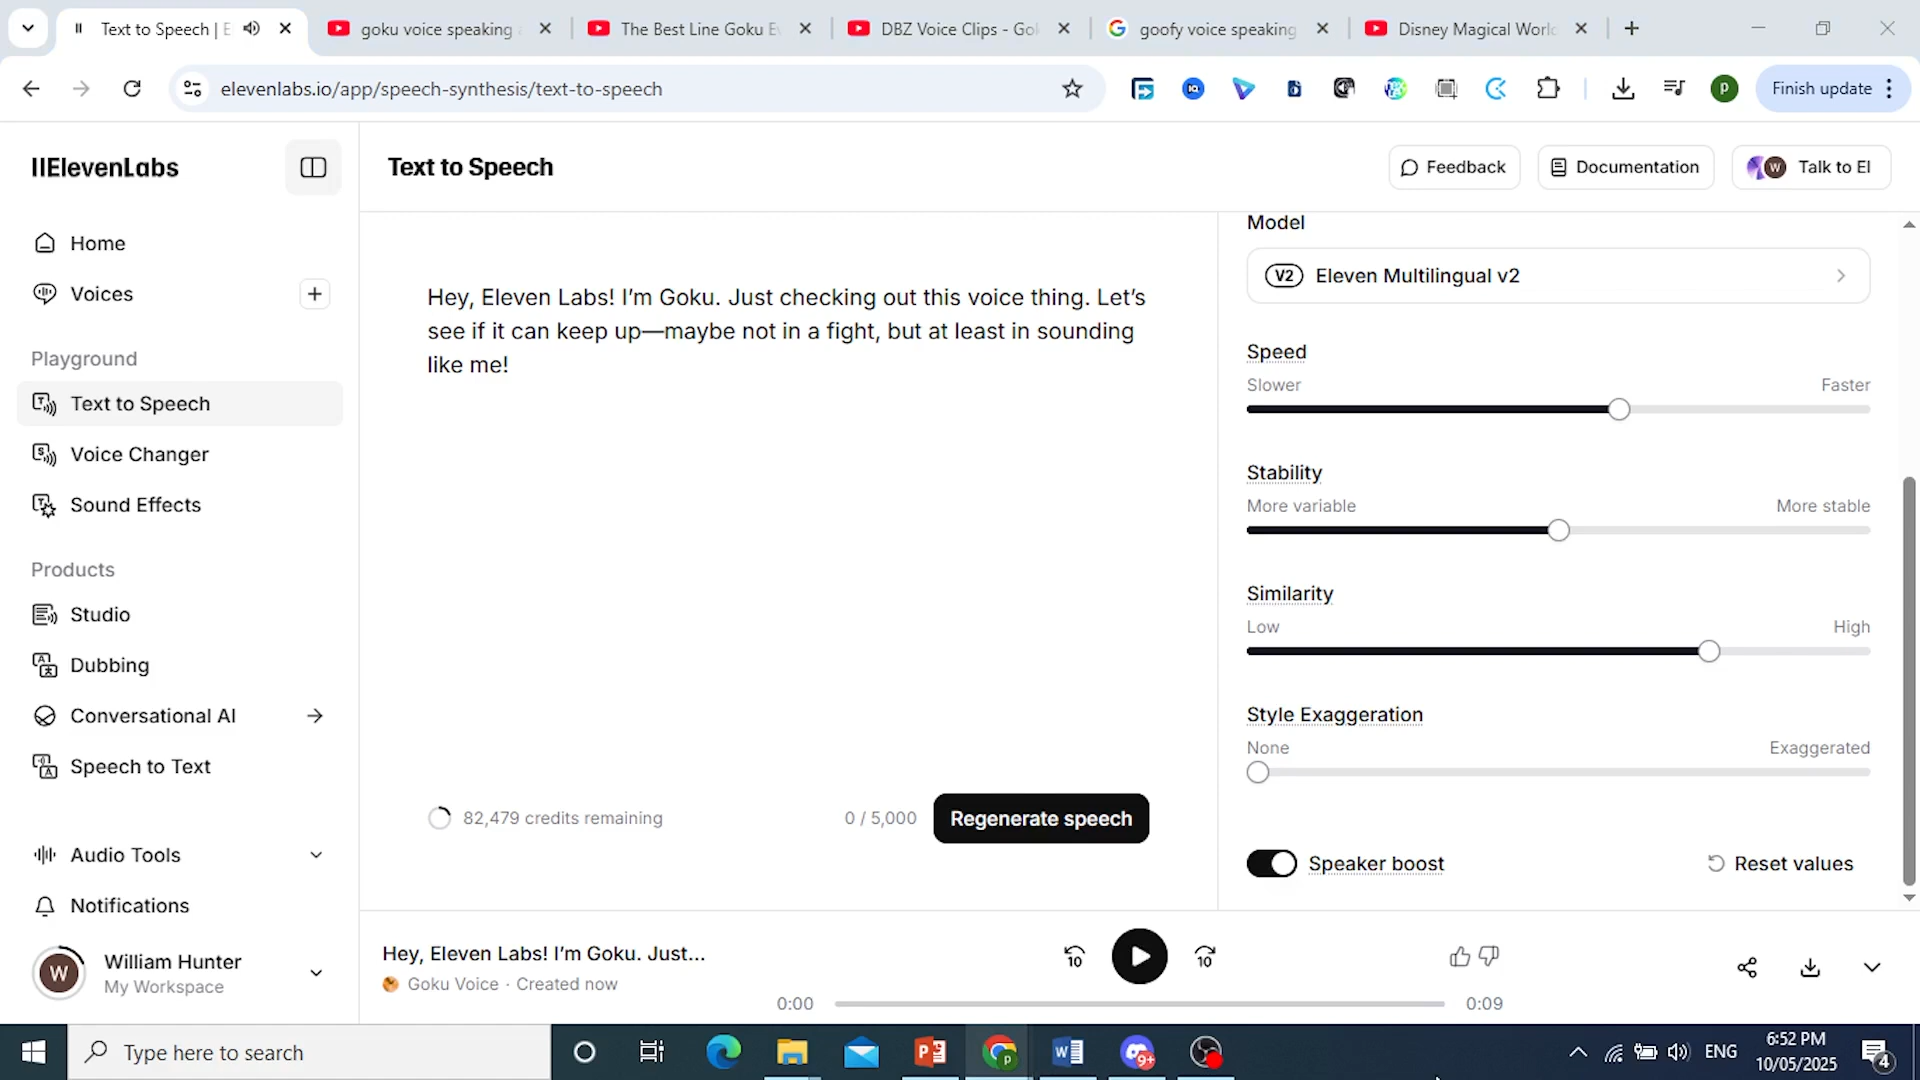 Text to Speech | E
goku voice speaking
The Best Line Goku E
DBZ Voice Clips - Go
goofy voice speaking
Disney Magical World
elevenlabs.io/app/speech-synthesis/text-to-speech
Finish update
IIElevenLabs
Text to Speech
Feedback
Documentation
W
Talk to El
Home
Voices
Playground
Text to Speech
Voice Changer
Sound Effects
Products
Studio
Dubbing
Conversational AI
Speech to Text
Audio Tools
Notifications
W
William Hunter
My Workspace
Hey, Eleven Labs! I'm Goku. Just checking out this voice thing. Let's
see if it can keep up—maybe not in a fight, but at least in sounding
like me!
82,479 credits remaining
0 / 5,000
Regenerate speech
Model
V2 Eleven Multilingual v2
Speed
Slower Faster
Stability
More variable More stable
Similarity
Low High
Style Exaggeration
None Exaggerated
Speaker boost
Reset values
Hey, Eleven Labs! I'm Goku. Just...
Goku Voice · Created now
10
10
0:00
0:09
Type here to search
9+
ENG
6:52 PM
10/05/2025
4